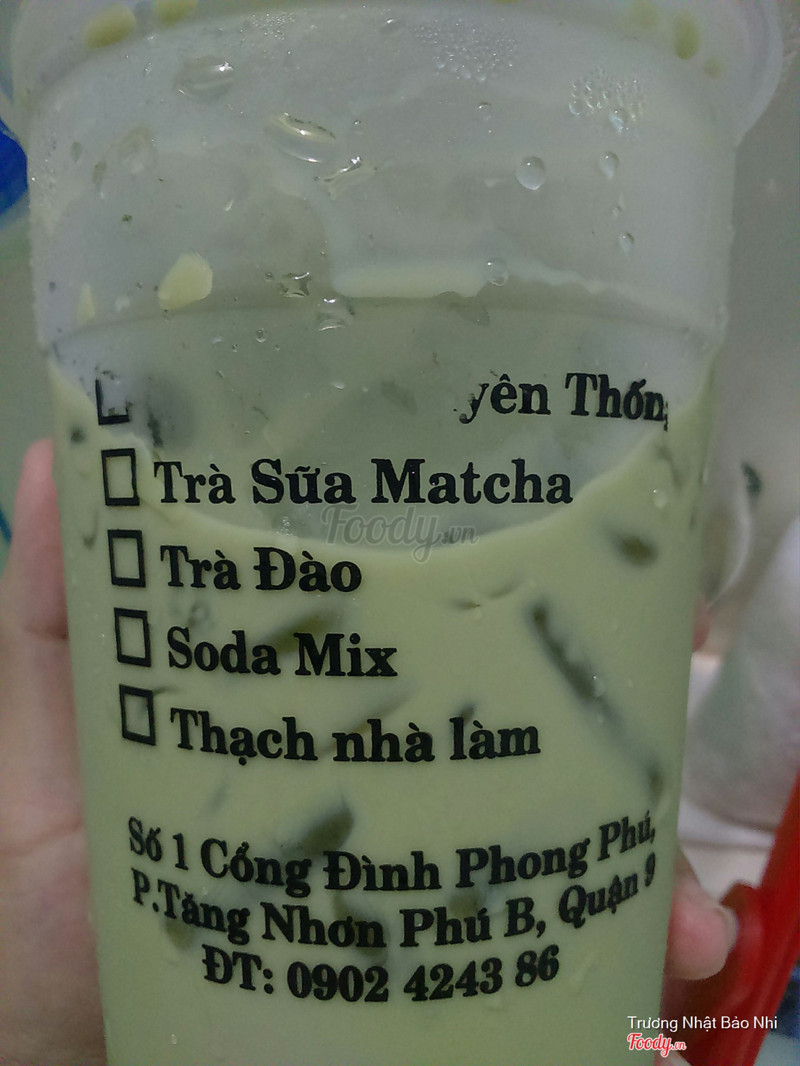 yên Thống
Trà Sữa Matcha
Foody.vn
Trà Đào
Soda Mix
Thạch nhà làm
Số 1 Cổng Đình Phong Phú,
P.Tăng Nhơn Phú B, Quận 9
ĐT: 0902 4243 86
Trương Nhật Bảo Nhi
Foody.vn